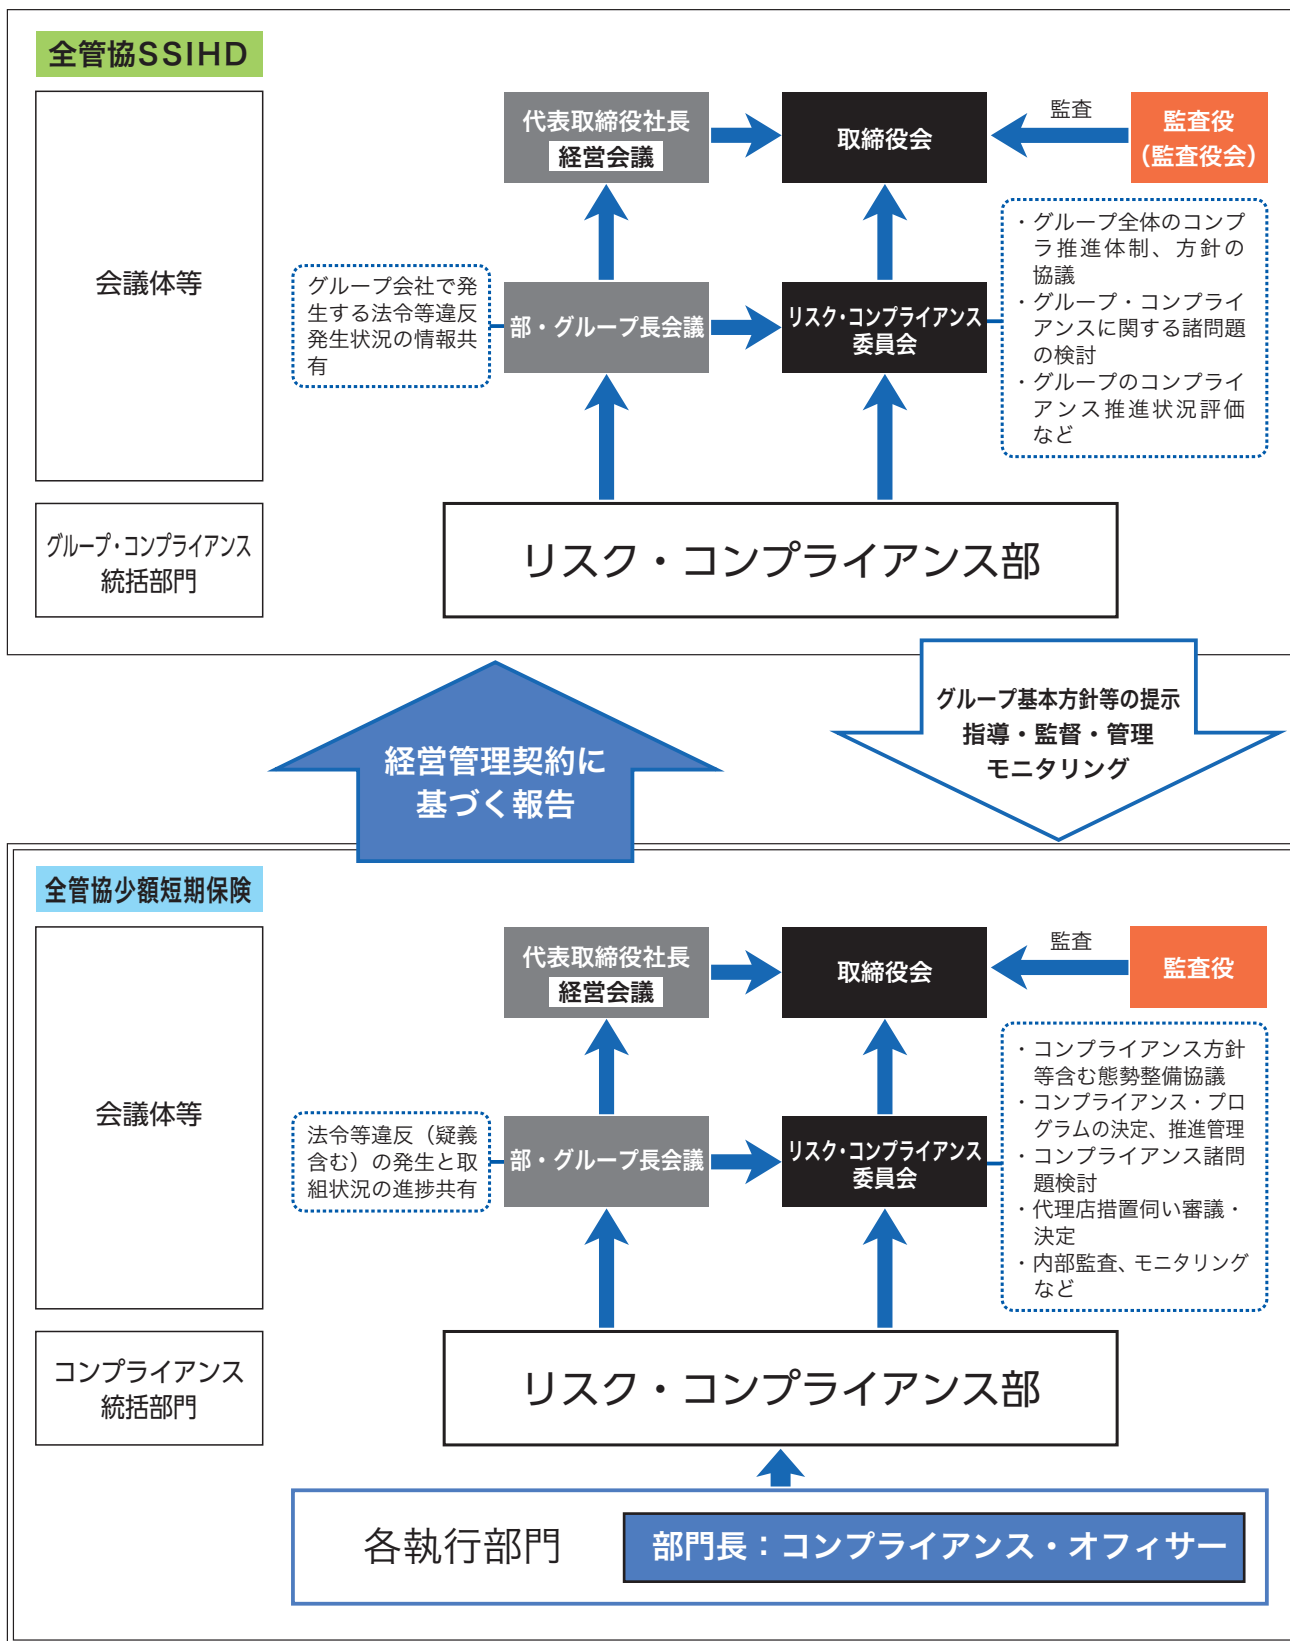 全管協SSIHD
会議体等
代表取締役社長
経営会議
取締役会
監査
監査役
（監査役会）
グループ会社で発
生する法令等違反
発生状況の情報共
有
部・グループ長会議
リスク・コンプライアンス
委員会
・グループ全体のコンプ
ラ推進体制、方針の
協議
・グループ・コンプライ
アンスに関する諸問題
の検討
・グループのコンプライ
アンス推進状況評価
など
グループ・コンプライアンス
統括部門
リスク・コンプライアンス部
経営管理契約に
基づく報告
グループ基本方針等の提示
指導・監督・管理
モニタリング
全管協少額短期保険
会議体等
代表取締役社長
経営会議
取締役会
監査
監査役
法令等違反（疑義
含む）の発生と取
組状況の進捗共有
部・グループ長会議
リスク・コンプライアンス
委員会
・コンプライアンス方針
等含む態勢整備協議
・コンプライアンス・プロ
グラムの決定、推進管理
・コンプライアンス諸問
題検討
・代理店措置伺い審議・
決定
・内部監査、モニタリング
など
コンプライアンス
統括部門
リスク・コンプライアンス部
各執行部門
部門長：コンプライアンス・オフィサー